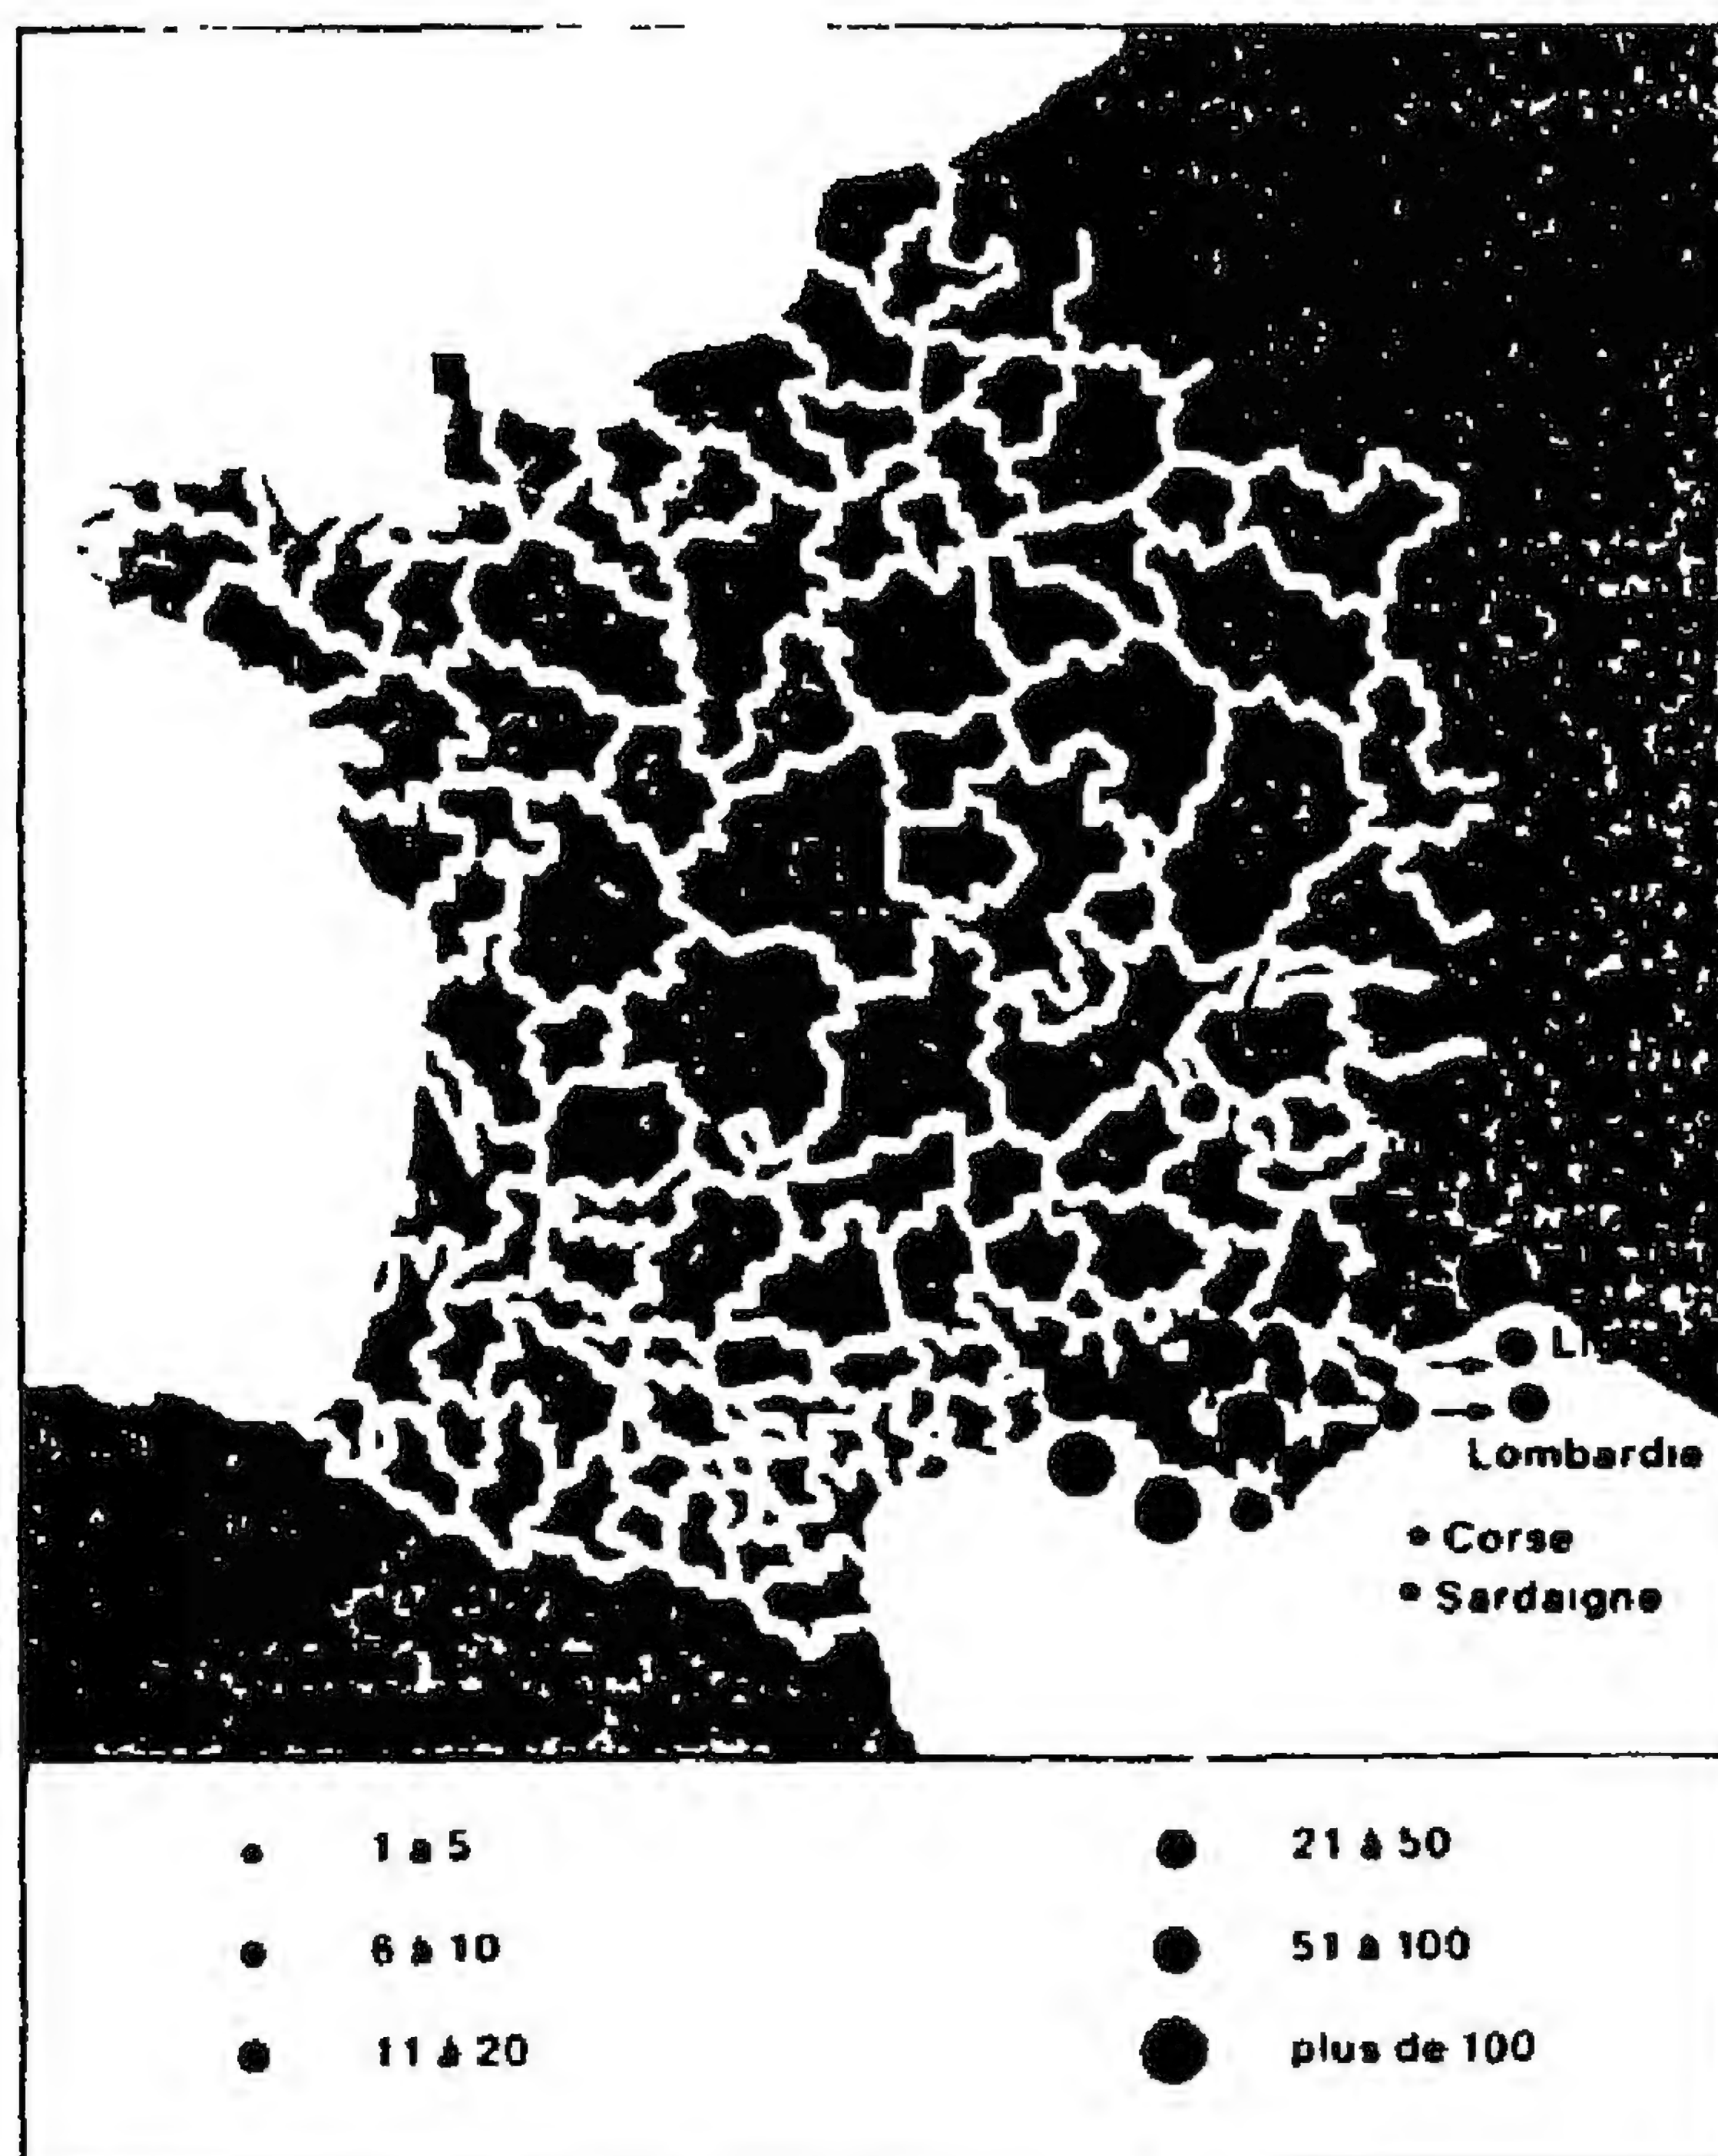 Lombardie
Corse
Sardaigne
1 à 5
21 à 50
6 à 10
51 à 100
11 à 20
plus de 100